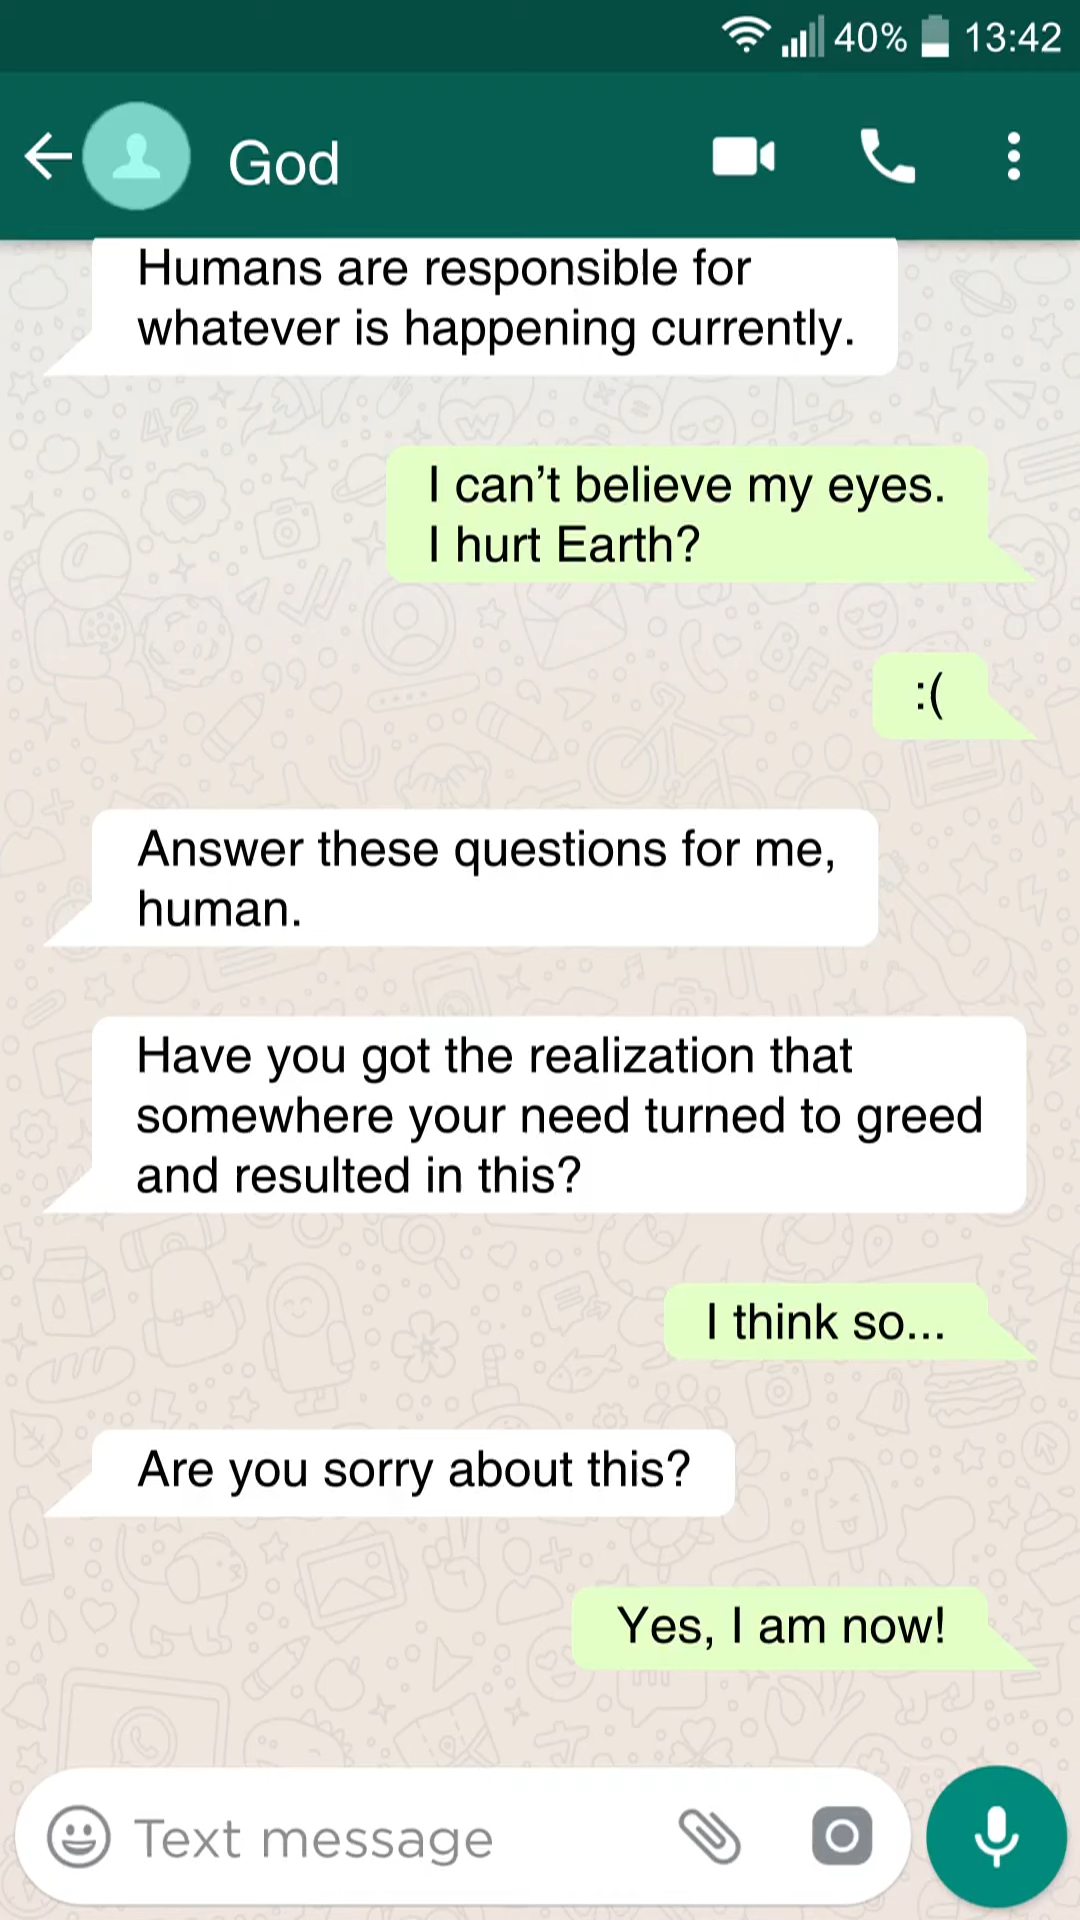 40% 13:42
God
Humans are responsible for
whatever is happening currently.
I can’t believe my eyes.
I hurt Earth?
:(
Answer these questions for me,
human.
Have you got the realization that
somewhere your need turned to greed
and resulted in this?
I think so...
Are you sorry about this?
Yes, I am now!
Text message